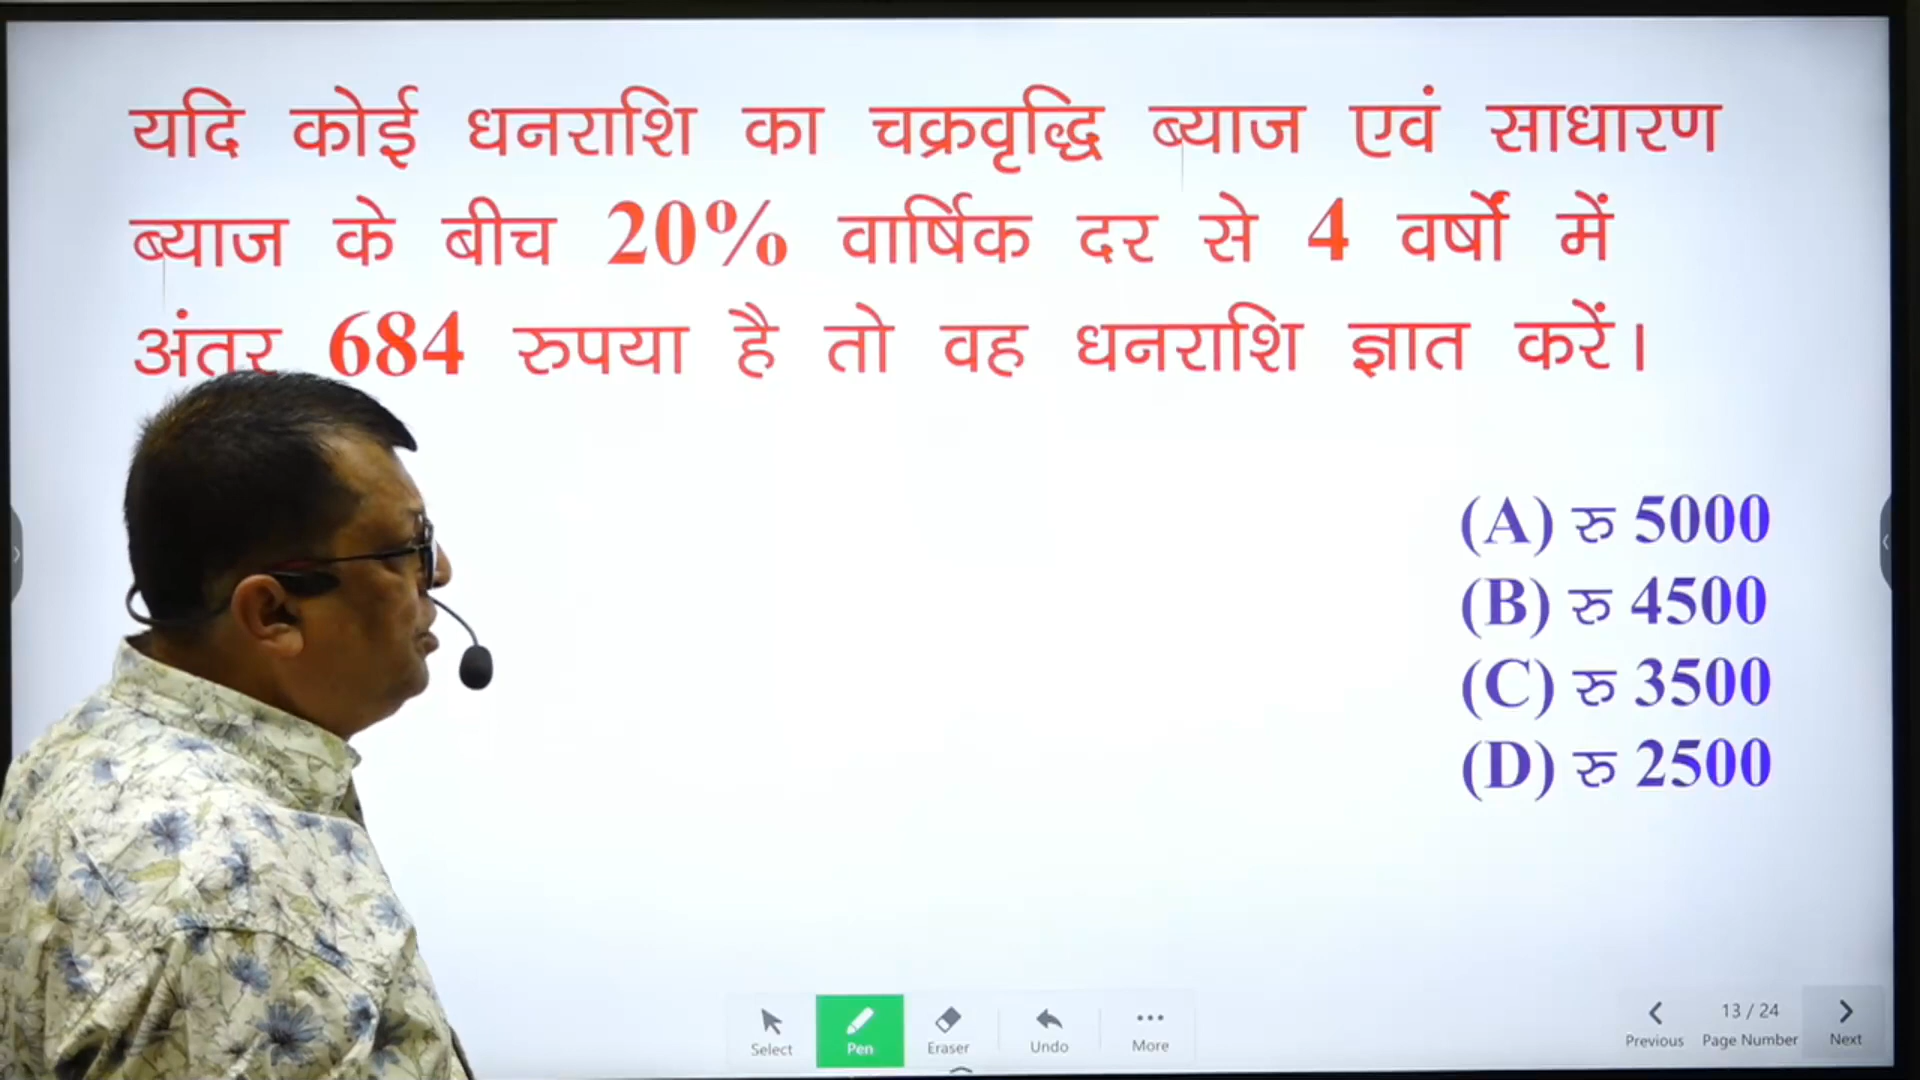 यदि कोई धनराशि का चक्रवृद्धि ब्याज एवं साधारण
ब्याज के बीच 20% वार्षिक दर से 4 वर्षों में
अंतर 684 रुपया है तो वह धनराशि ज्ञात करें।
(A) रु 5000
(B) रु 4500
(C) रु 3500
(D) रु 2500
Select Pen Eraser Undo More
13 / 24
Previous Page Number Next